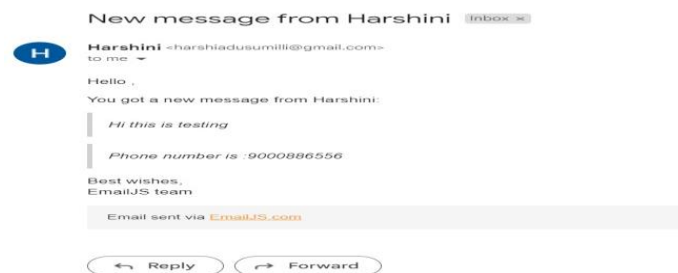 New message from Harshini Inbox ×
H
Harshini <harshiadusumilli@gmail.com>
to me
Hello ,
You got a new message from Harshini:
Hi this is testing
Phone number is :9000886556
Best wishes,
EmailJS team
Email sent via EmailJS.com
Reply Forward